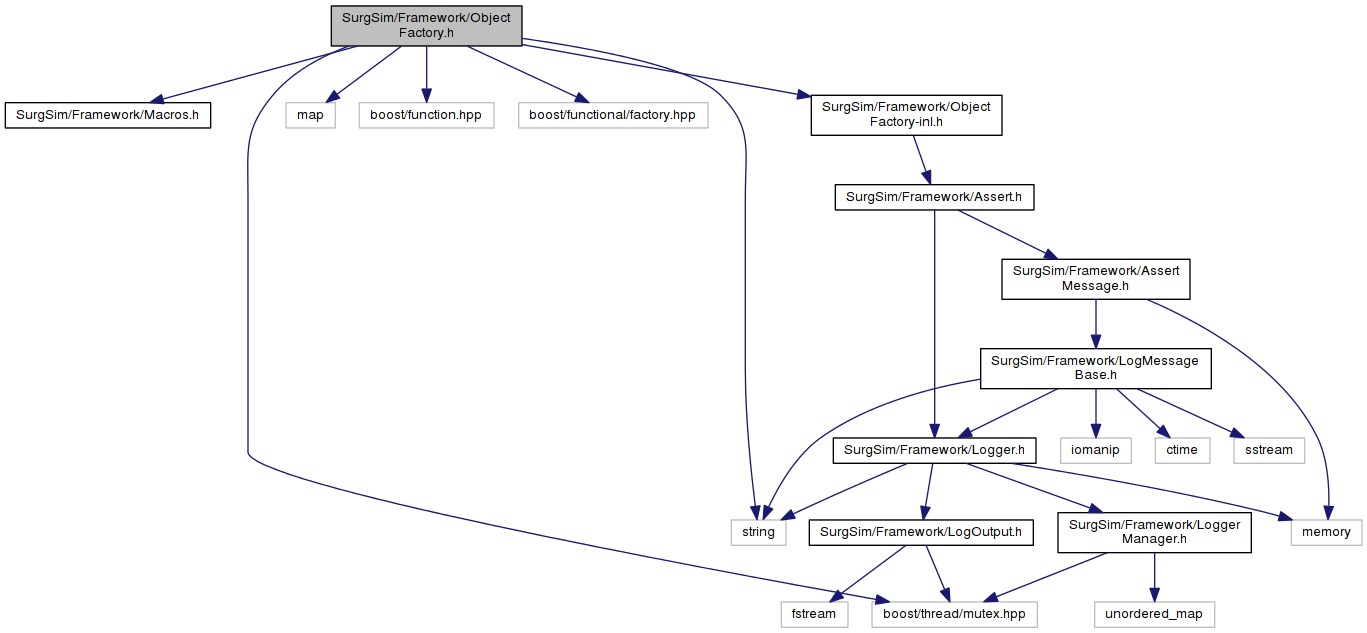 SurgSim/Framework/Object
Factory.h
SurgSim/Framework/Macros.h
map
boost/function.hpp
boost/functional/factory.hpp
SurgSim/Framework/Object
Factory-inl.h
SurgSim/Framework/Assert.h
SurgSim/Framework/Assert
Message.h
SurgSim/Framework/LogMessage
Base.h
SurgSim/Framework/Logger.h
iomanip
ctime
sstream
string
SurgSim/Framework/LogOutput.h
SurgSim/Framework/Logger
Manager.h
memory
fstream
boost/thread/mutex.hpp
unordered_map